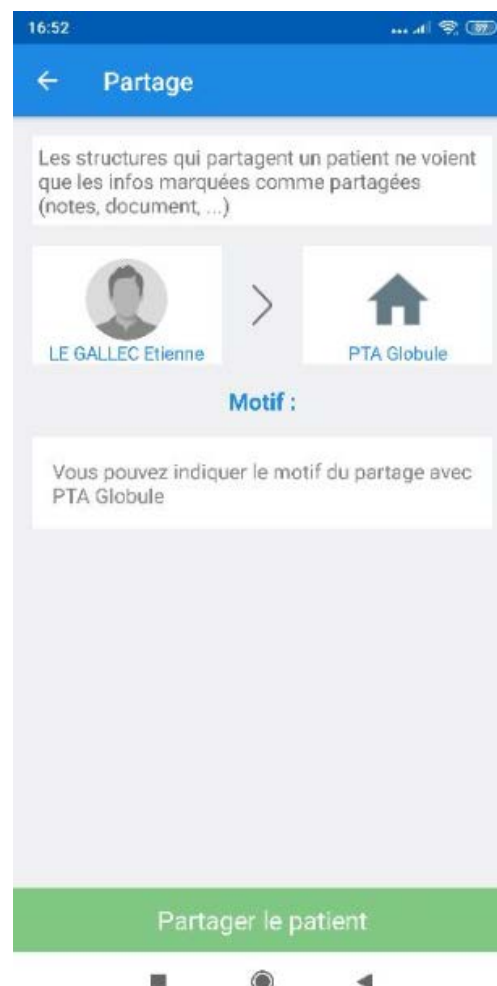 16:52
97
Partage
Les structures qui partagent un patient ne voient
que les infos marquées comme partagées
(notes, document, ...)
LE GALLEC Etienne
PTA Globule
Motif :
Vous pouvez indiquer le motif du partage avec
PTA Globule
Partager le patient